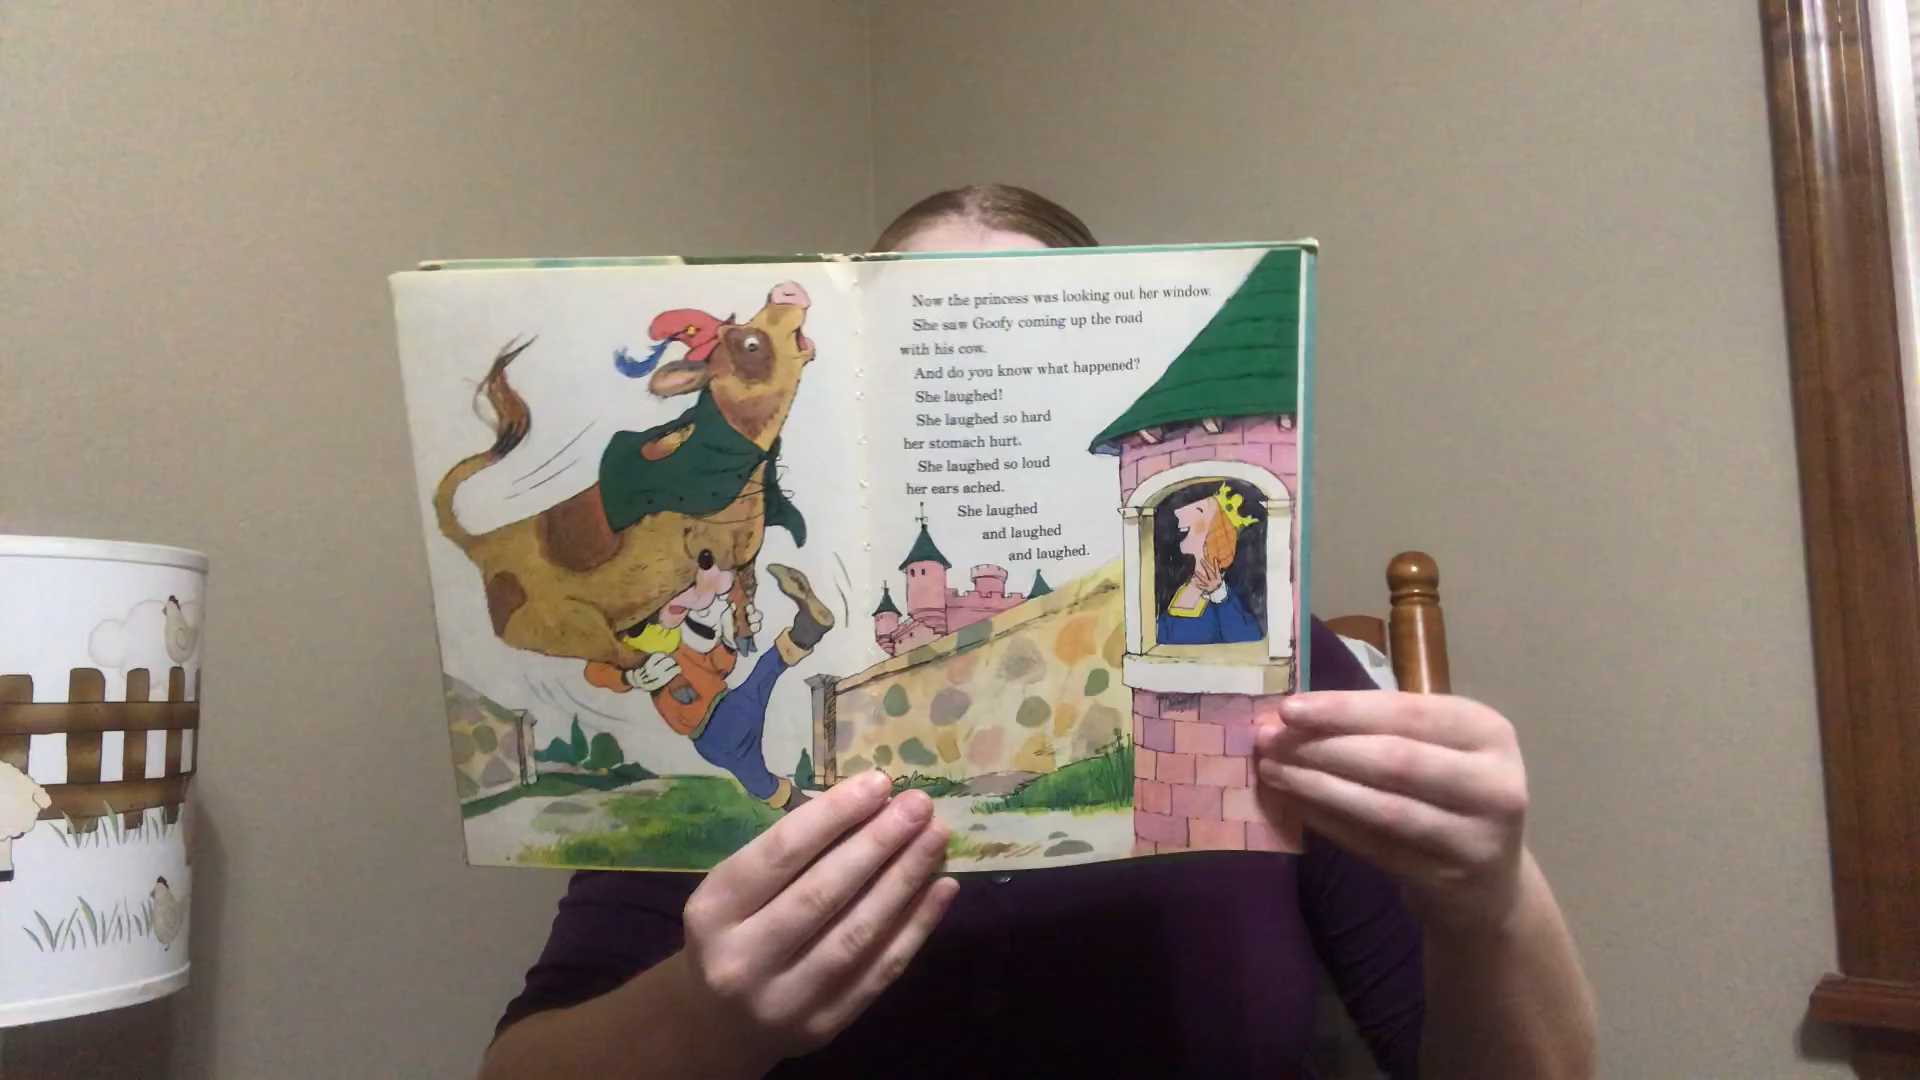 Now the princess was looking out her window.
She saw Goofy coming up the road
with his cow.
And do you know what happened?
She laughed!
She laughed so hard
her stomach hurt.
She laughed so loud
her ears ached.
She laughed
and laughed
and laughed.